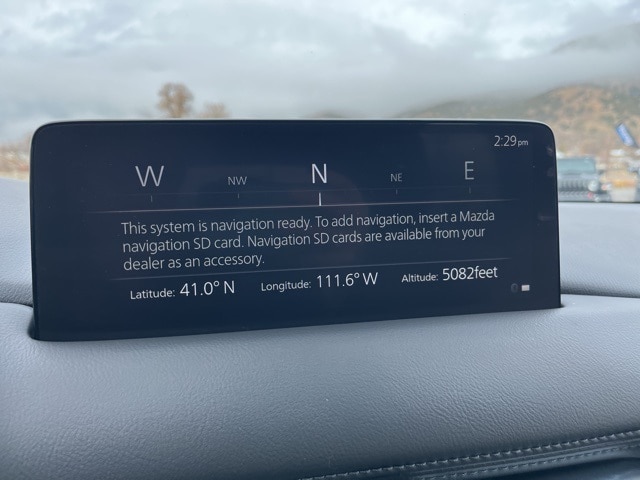 2:29pm
W NW N NE E
This system is navigation ready. To add navigation, insert a Mazda
navigation SD card. Navigation SD cards are available from your
dealer as an accessory.
Latitude: 41.0° N Longitude: 111.6° W Altitude: 5082feet